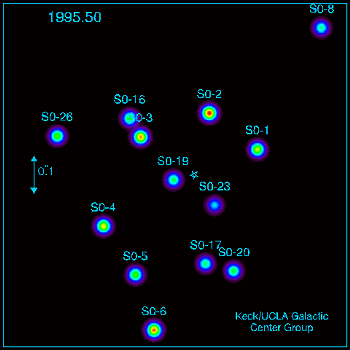 S0-8
1995.50
S0-2
S0-16
S0-3
S0-26
S0-1
S0-19
0."1
S0-23
S0-4
S0-17
S0-20
S0-5
S0-6
Keck/UCLA Galactic
Center Group